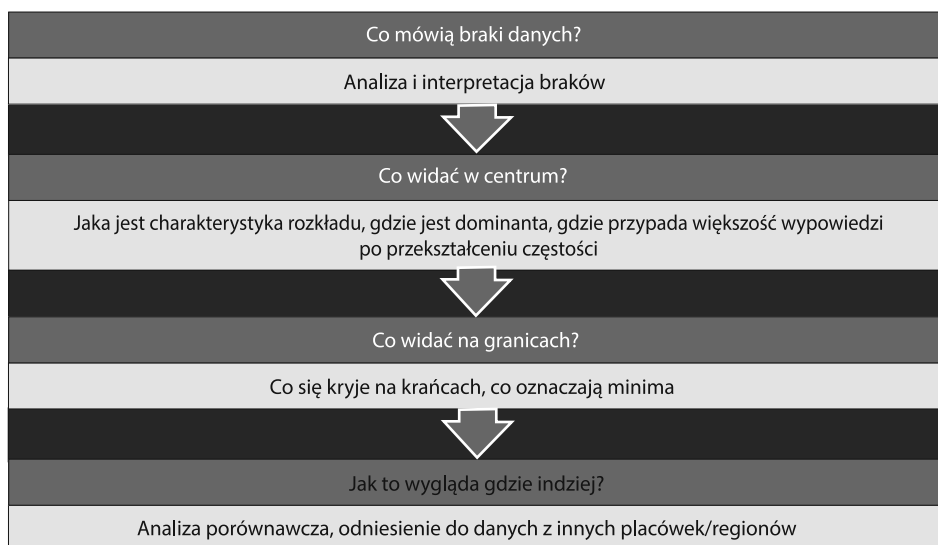 Co mówią braki danych?
Analiza i interpretacja braków
Co widać w centrum?
Jaka jest charakterystyka rozkładu, gdzie jest dominanta, gdzie przypada większość wypowiedzi
po przekształceniu częstości
Co widać na granicach?
Co się kryje na krańcach, co oznaczają minima
Jak to wygląda gdzie indziej?
Analiza porównawcza, odniesienie do danych z innych placówek/regionów